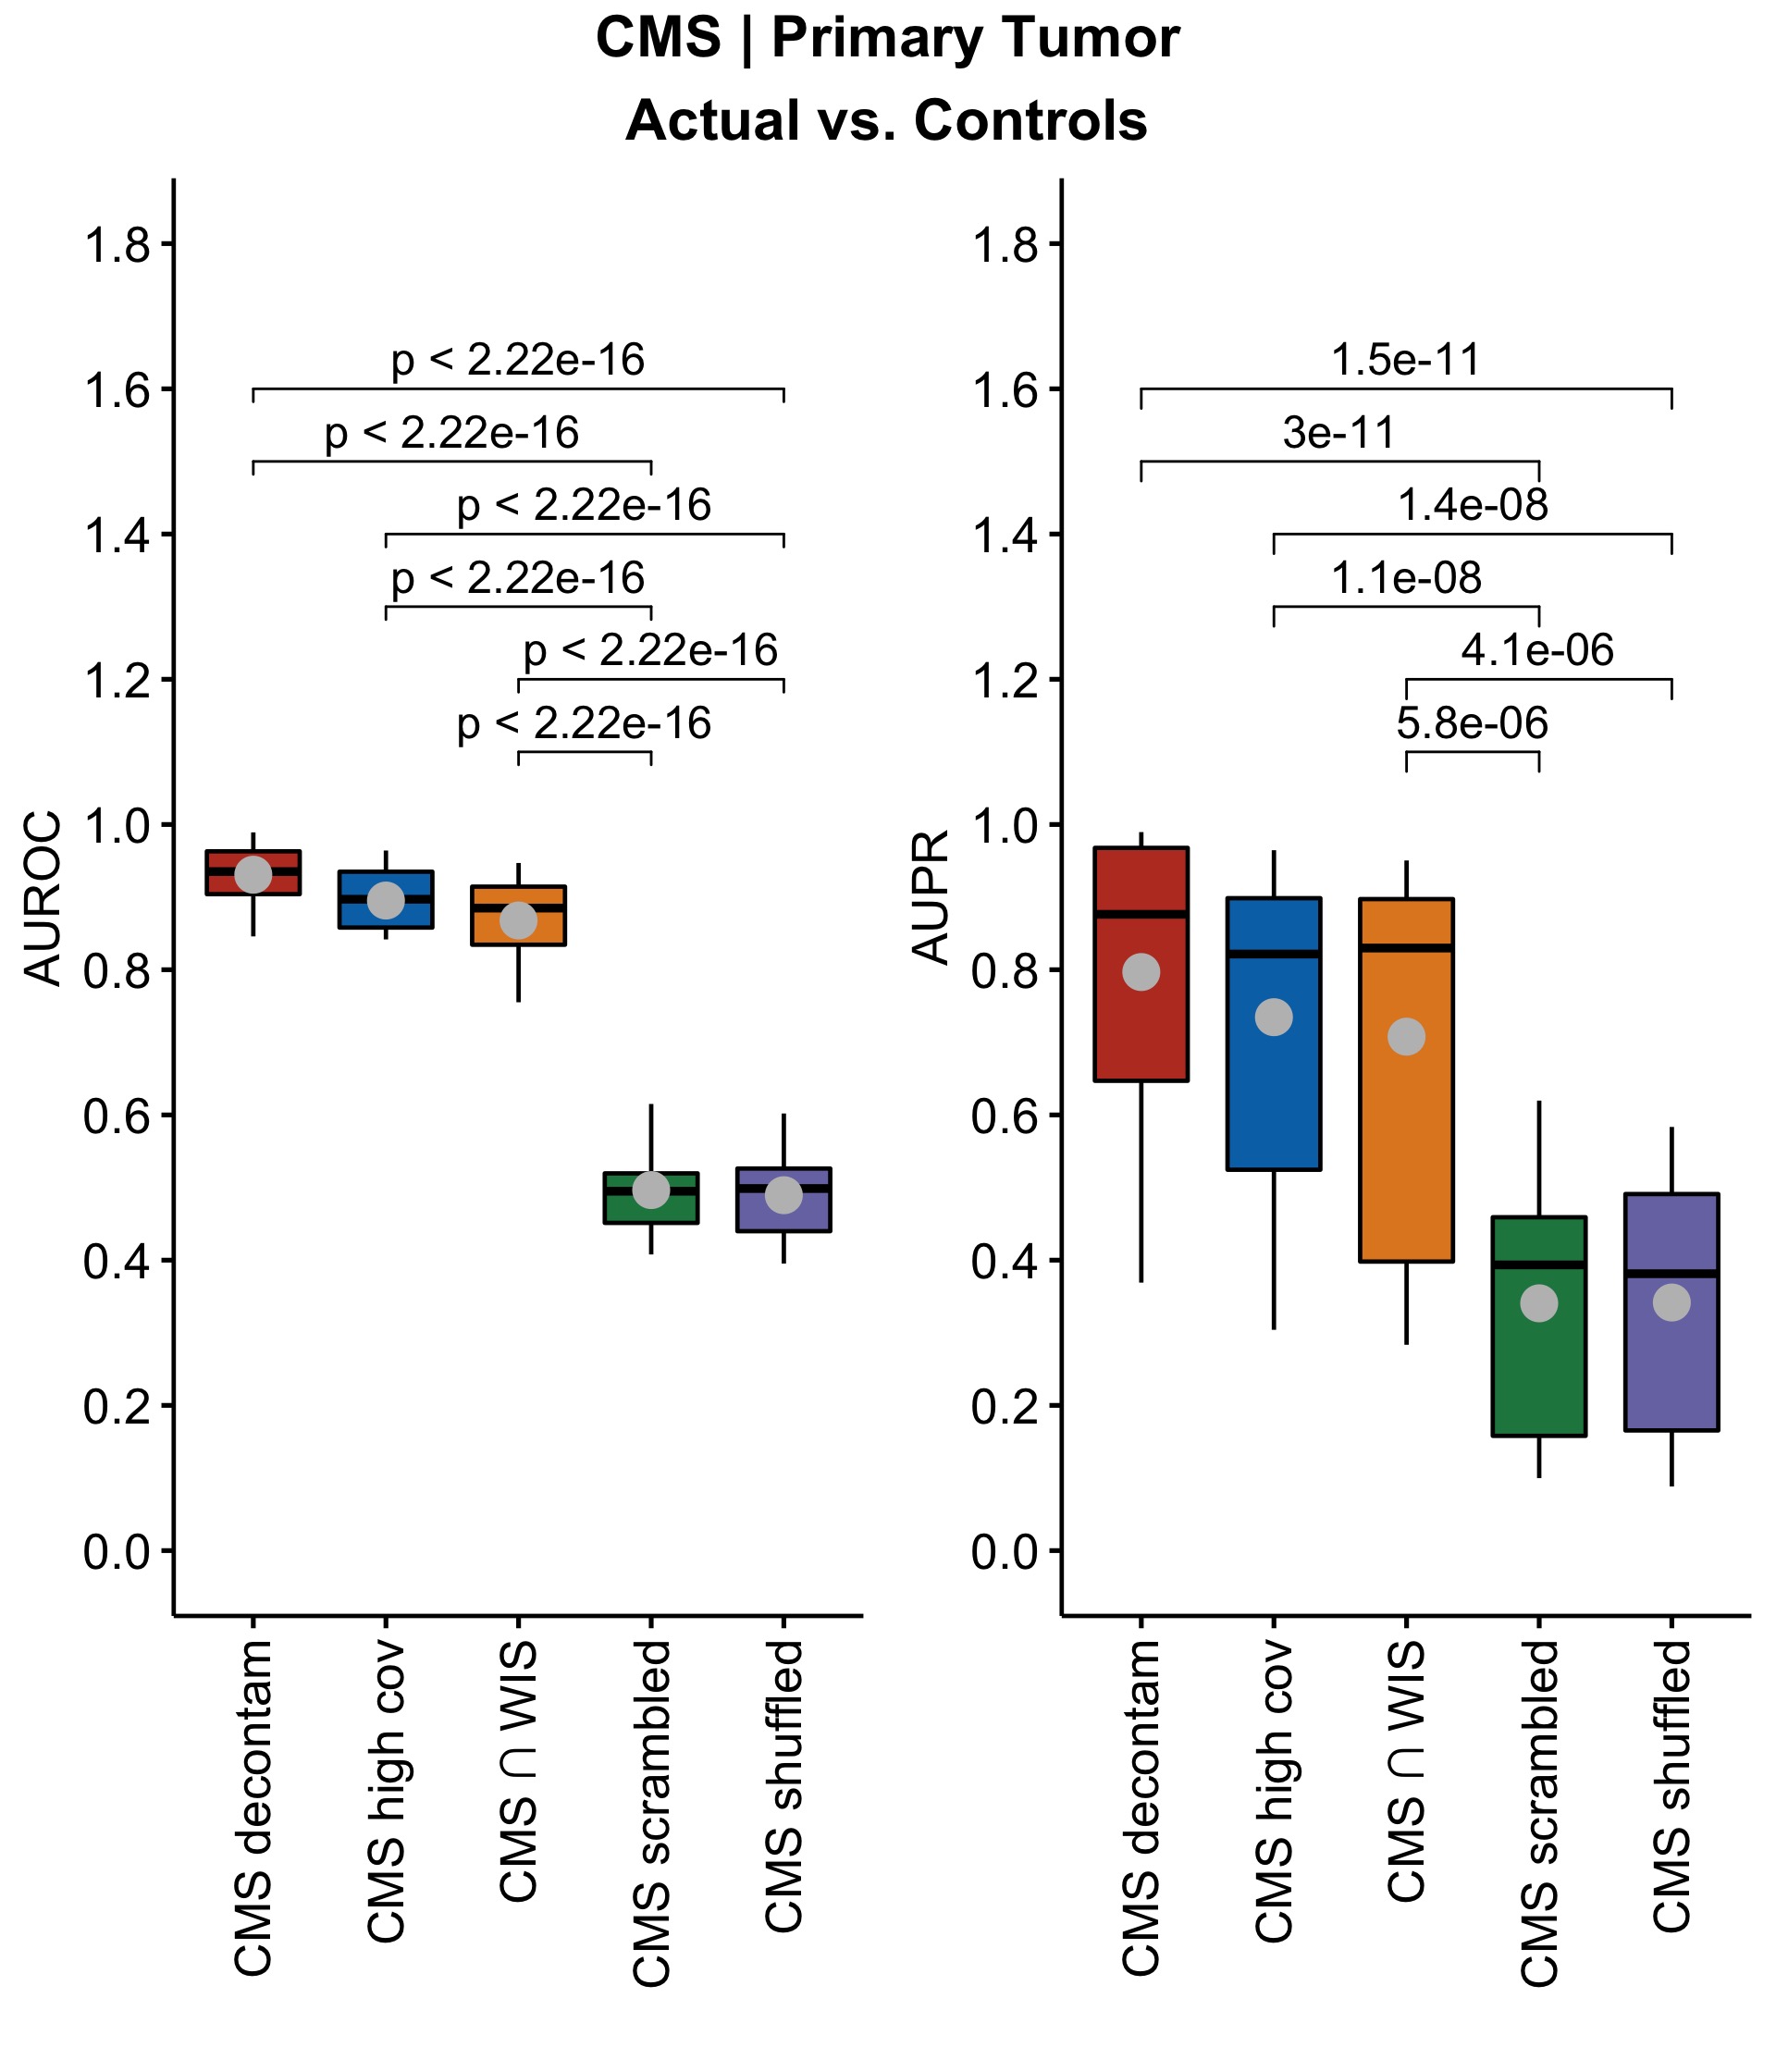 CMS | Primary Tumor
Actual vs. Controls
AUROC
1.8
1.6
1.4
1.2
1.0
0.8
0.6
0.4
0.2
0.0
p < 2.22e-16
p < 2.22e-16
p < 2.22e-16
p < 2.22e-16
p < 2.22e-16
p < 2.22e-16
CMS decontam
CMS high cov
CMS ∩ WIS
CMS scrambled
CMS shuffled
AUPR
1.8
1.6
1.4
1.2
1.0
0.8
0.6
0.4
0.2
0.0
1.5e-11
3e-11
1.4e-08
1.1e-08
4.1e-06
5.8e-06
CMS decontam
CMS high cov
CMS ∩ WIS
CMS scrambled
CMS shuffled